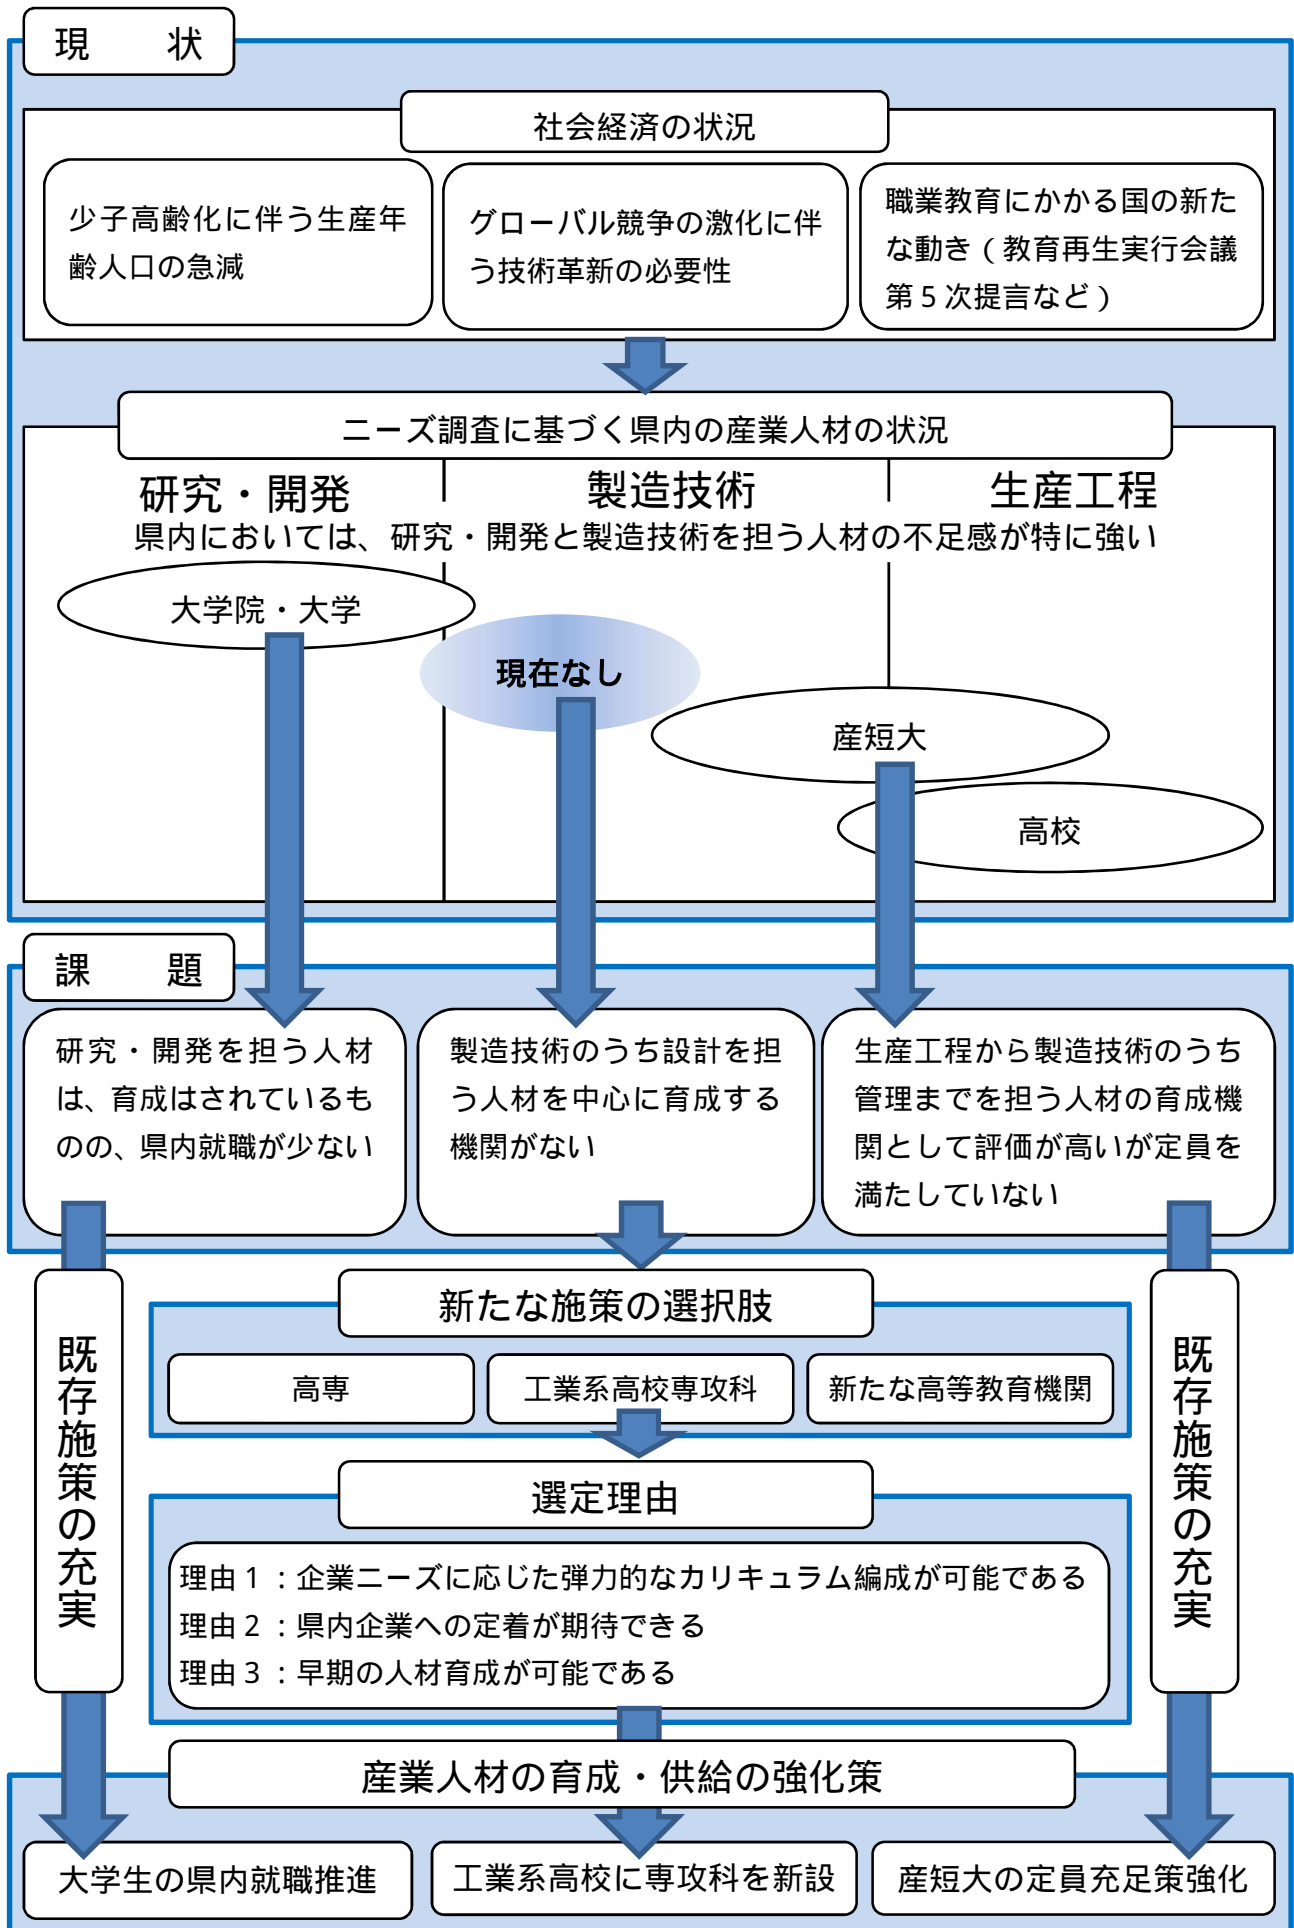 現　　状
社会経済の状況
少子高齢化に伴う生産年
齢人口の急減
グローバル競争の激化に伴
う技術革新の必要性
職業教育にかかる国の新た
な動き（教育再生実行会議
第５次提言など）
ニーズ調査に基づく県内の産業人材の状況
研究・開発
製造技術
生産工程
県内においては、研究・開発と製造技術を担う人材の不足感が特に強い
大学院・大学
現在なし
産短大
高校
課　　題
研究・開発を担う人材
は、育成はされているも
のの、県内就職が少ない
製造技術のうち設計を担
う人材を中心に育成する
機関がない
生産工程から製造技術のうち
管理までを担う人材の育成機
関として評価が高いが定員を
満たしていない
既存施策の充実
新たな施策の選択肢
高専
工業系高校専攻科
新たな高等教育機関
選定理由
理由１：企業ニーズに応じた弾力的なカリキュラム編成が可能である
理由２：県内企業への定着が期待できる
理由３：早期の人材育成が可能である
既存施策の充実
産業人材の育成・供給の強化策
大学生の県内就職推進
工業系高校に専攻科を新設
産短大の定員充足策強化